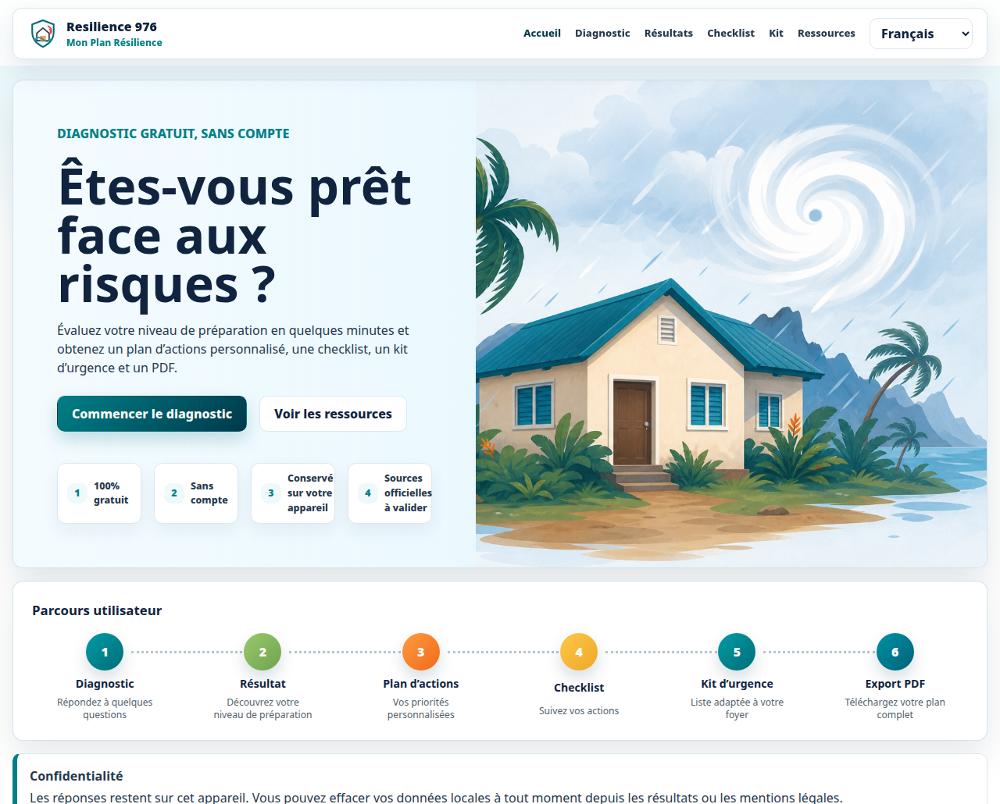 Resilience 976
Mon Plan Résilience
Accueil Diagnostic Résultats Checklist Kit Ressources Français
DIAGNOSTIC GRATUIT, SANS COMPTE
Êtes-vous prêt
face aux
risques ?
Évaluez votre niveau de préparation en quelques minutes et
obtenez un plan d’actions personnalisé, une checklist, un kit
d’urgence et un PDF.
Commencer le diagnostic
Voir les ressources
1 100%
gratuit
2 Sans
compte
3 Conservé
sur votre
appareil
4 Sources
officielles
à valider
Parcours utilisateur
1
Diagnostic
Répondez à quelques
questions
2
Résultat
Découvrez votre
niveau de préparation
3
Plan d’actions
Vos priorités
personnalisées
4
Checklist
Suivez vos actions
5
Kit d’urgence
Liste adaptée à votre
foyer
6
Export PDF
Téléchargez votre plan
complet
Confidentialité
Les réponses restent sur cet appareil. Vous pouvez effacer vos données locales à tout moment depuis les résultats ou les mentions légales.